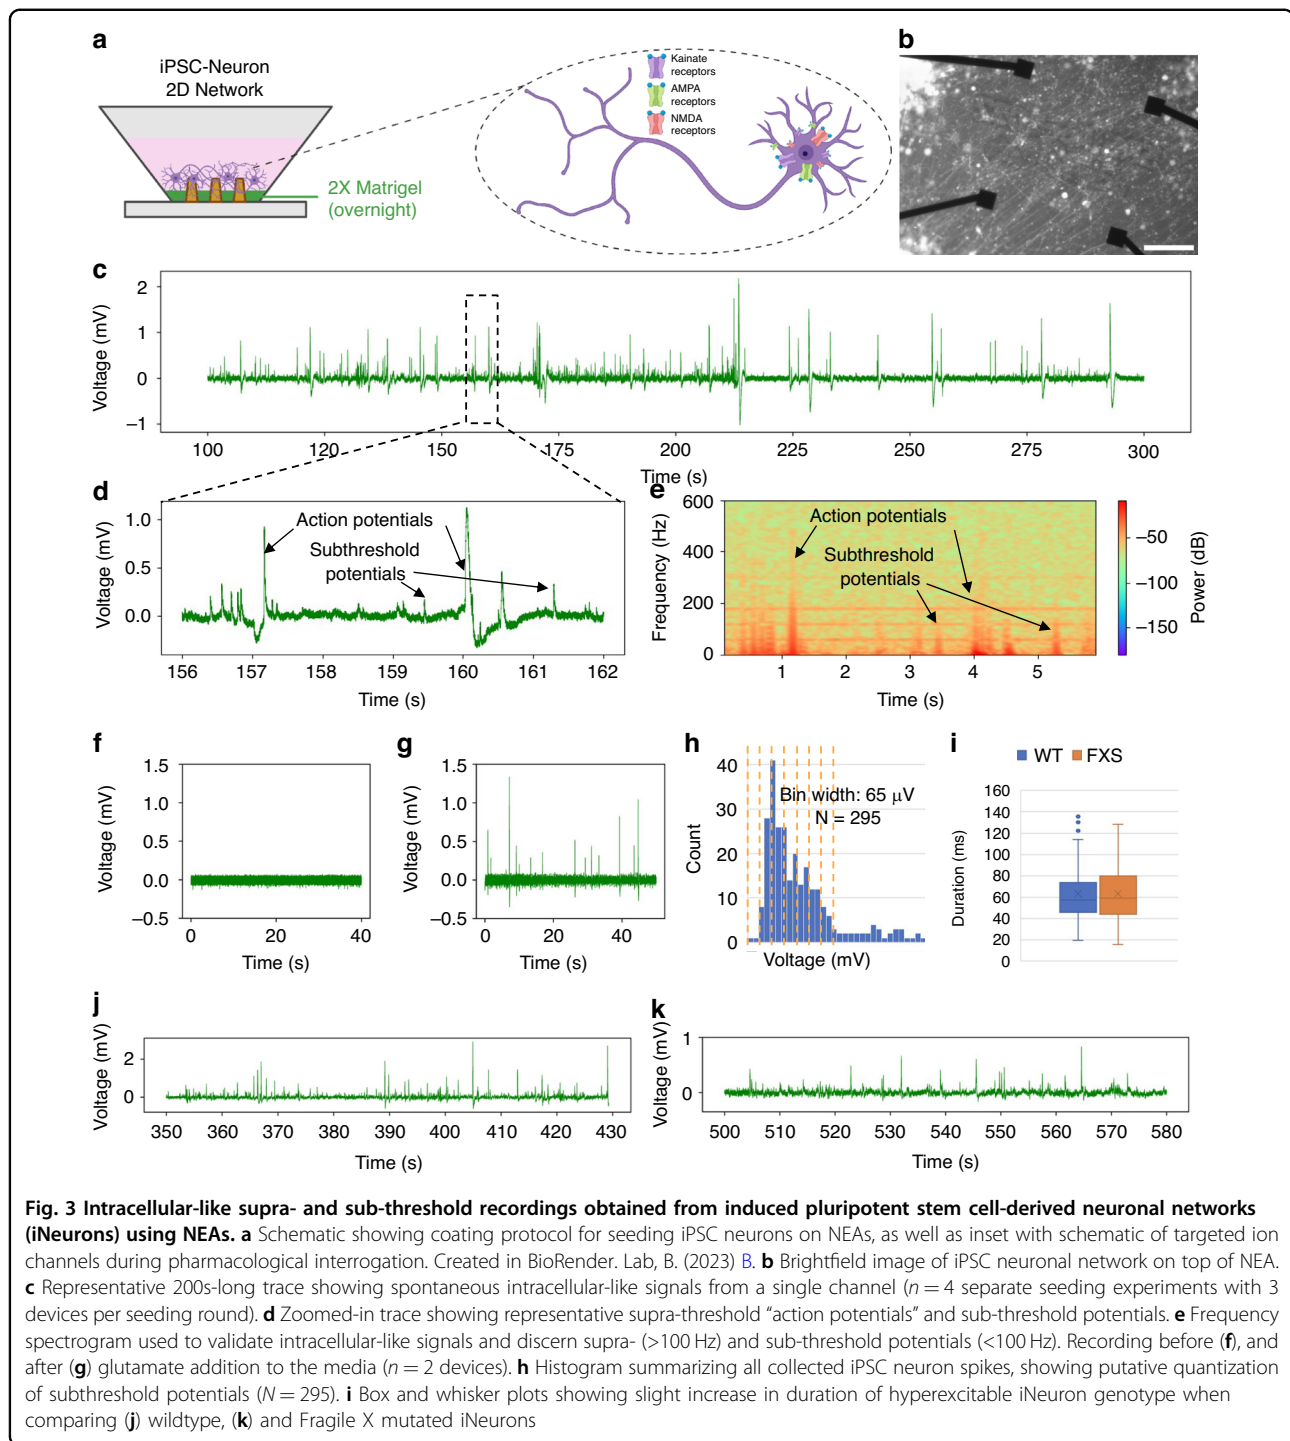 a
iPSC-Neuron
2D Network
2X Matrigel
(overnight)
Kainate
receptors
AMPA
receptors
NMDA
receptors
b
c
Voltage (mV)
2
1
0
−1
100 125 150 175 200 225 250 275 300
Time (s)
d
Voltage (mV)
1.0
0.5
0.0
Action potentials
Subthreshold
potentials
156 157 158 159 160 161 162
Time (s)
e
Frequency (Hz)
600
400
200
0
Action potentials
Subthreshold
potentials
1 2 3 4 5
Time (s)
−50
−100
−150
Power (dB)
f
Voltage (mV)
1.5
1.0
0.5
0.0
−0.5
0 20 40
Time (s)
g
Voltage (mV)
1.5
1.0
0.5
0.0
−0.5
0 20 40
Time (s)
h
Count
40
30
20
10
0
Bin width: 65 μV
N = 295
Voltage (mV)
i
WT FXS
Duration (ms)
160
140
120
100
80
60
40
20
0
j
Voltage (mV)
2
0
350 360 370 380 390 400 410 420 430
Time (s)
k
Voltage (mV)
1
0
500 510 520 530 540 550 560 570 580
Time (s)
Fig. 3 Intracellular-like supra- and sub-threshold recordings obtained from induced pluripotent stem cell-derived neuronal networks
(iNeurons) using NEAs. a Schematic showing coating protocol for seeding iPSC neurons on NEAs, as well as inset with schematic of targeted ion
channels during pharmacological interrogation. Created in BioRender. Lab, B. (2023) B. b Brightfield image of iPSC neuronal network on top of NEA.
c Representative 200s-long trace showing spontaneous intracellular-like signals from a single channel (n = 4 separate seeding experiments with 3
devices per seeding round). d Zoomed-in trace showing representative supra-threshold “action potentials” and sub-threshold potentials. e Frequency
spectrogram used to validate intracellular-like signals and discern supra- (>100 Hz) and sub-threshold potentials (<100 Hz). Recording before (f), and
after (g) glutamate addition to the media (n = 2 devices). h Histogram summarizing all collected iPSC neuron spikes, showing putative quantization
of subthreshold potentials (N = 295). i Box and whisker plots showing slight increase in duration of hyperexcitable iNeuron genotype when
comparing (j) wildtype, (k) and Fragile X mutated iNeurons